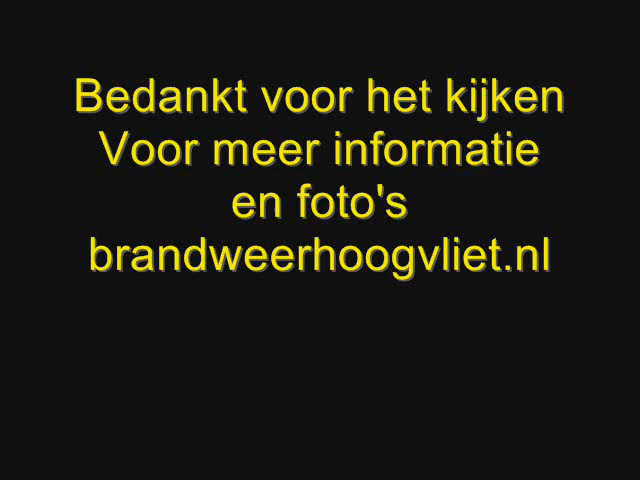 Bedankt voor het kijken
Voor meer informatie
en foto's
brandweerhoogvliet.nl